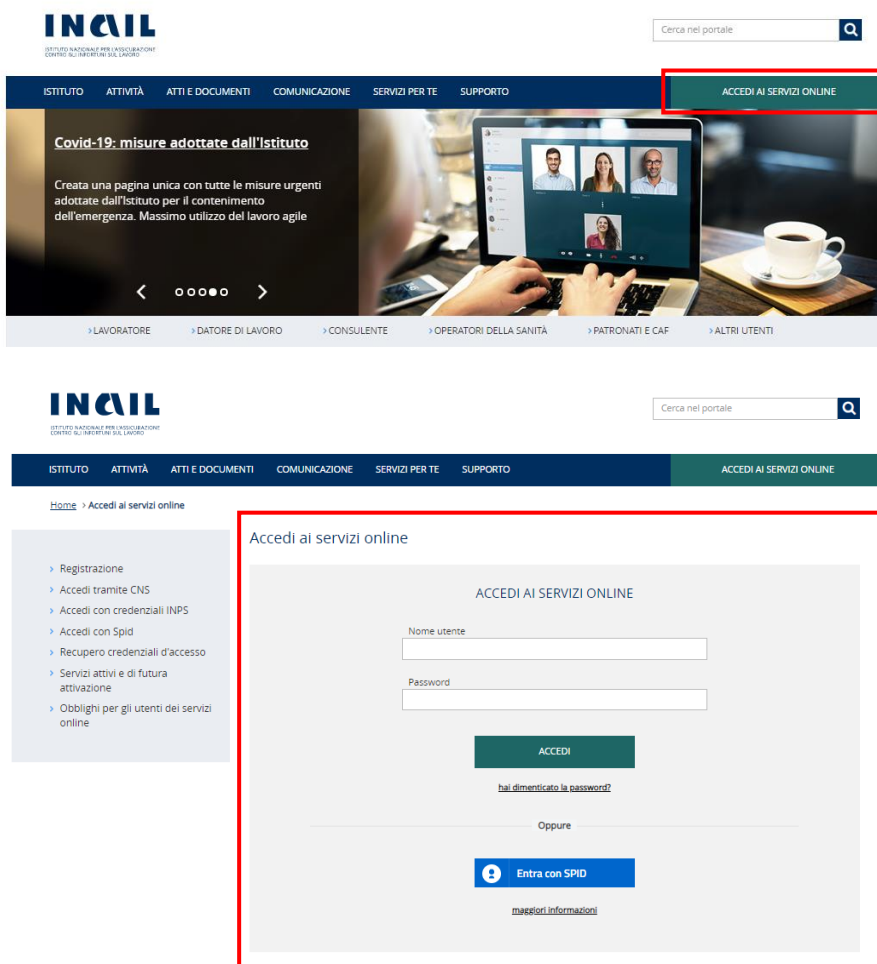 INAIL
ISTITUTO NAZIONALE PER L'ASSICURAZIONE
CONTRO GLI INFORTUNI SUL LAVORO
Cerca nel portale
ISTITUTO ATTIVITÀ ATTI E DOCUMENTI COMUNICAZIONE SERVIZI PER TE SUPPORTO ACCEDI AI SERVIZI ONLINE
Covid-19: misure adottate dall'Istituto
Creata una pagina unica con tutte le misure urgenti
adottate dall'Istituto per il contenimento
dell'emergenza. Massimo utilizzo del lavoro agile
LAVORATORE DATORE DI LAVORO CONSULENTE OPERATORI DELLA SANITÀ PATRONATI E CAF ALTRI UTENTI
INAIL
ISTITUTO NAZIONALE PER L'ASSICURAZIONE
CONTRO GLI INFORTUNI SUL LAVORO
Cerca nel portale
ISTITUTO ATTIVITÀ ATTI E DOCUMENTI COMUNICAZIONE SERVIZI PER TE SUPPORTO ACCEDI AI SERVIZI ONLINE
Home > Accedi ai servizi online
Registrazione
Accedi tramite CNS
Accedi con credenziali INPS
Accedi con Spid
Recupero credenziali d'accesso
Servizi attivi e di futura
attivazione
Obblighi per gli utenti dei servizi
online
Accedi ai servizi online
ACCEDI AI SERVIZI ONLINE
Nome utente
Password
ACCEDI
hai dimenticato la password?
Oppure
Entra con SPID
maggiori informazioni